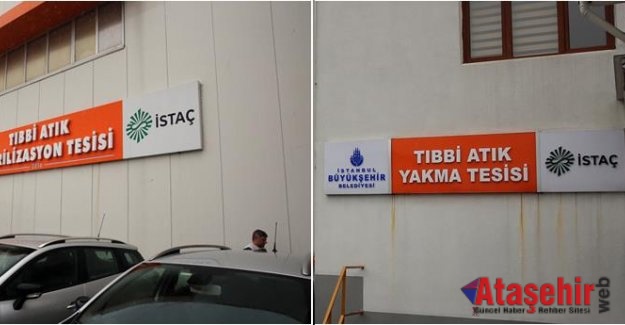 TIBBİ ATIK
RİLİZASYON TESİSİ
İSTAÇ
İSTANBUL
BÜYÜKŞEHİR
BELEDİYESİ
TIBBİ ATIK
YAKMA TESİSİ
İSTAÇ
Ataşehir
web
Güncel Haber Rehber Sitesi